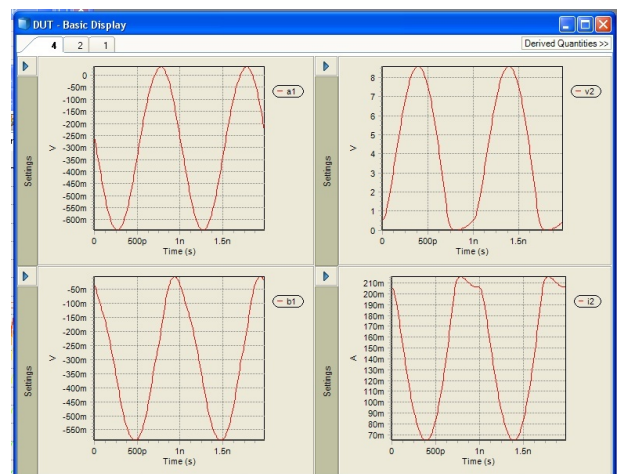 DUT - Basic Display
4 2 1
Derived Quantities >>
Settings
V
0
-50m
-100m
-150m
-200m
-250m
-300m
-350m
-400m
-450m
-500m
-550m
-600m
0 500p 1n 1.5n
Time (s)
a1
Settings
V
8
7
6
5
4
3
2
1
0
0 500p 1n 1.5n
Time (s)
v2
Settings
V
-50m
-100m
-150m
-200m
-250m
-300m
-350m
-400m
-450m
-500m
-550m
0 500p 1n 1.5n
Time (s)
b1
Settings
A
210m
200m
190m
180m
170m
160m
150m
140m
130m
120m
110m
100m
90m
80m
70m
0 500p 1n 1.5n
Time (s)
i2